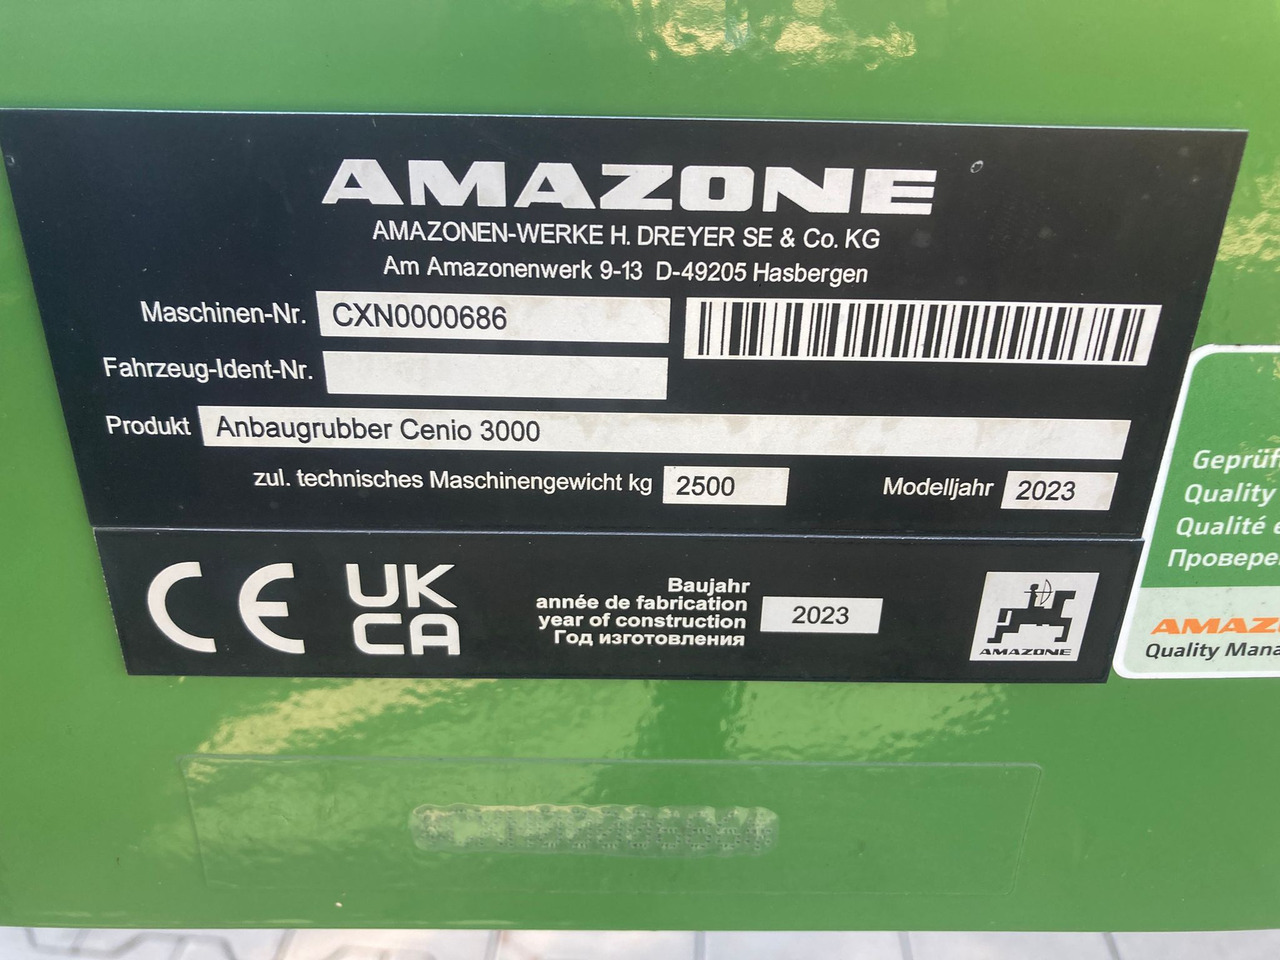 AMAZONE
AMAZONEN-WERKE H. DREYER SE & Co. KG
Am Amazonenwerk 9-13 D-49205 Hasbergen
Maschinen-Nr. CXN0000686
Fahrzeug-Ident-Nr.
Produkt Anbaugrubber Cenio 3000
zul. technisches Maschinengewicht kg 2500 Modelljahr 2023
CE UK CA
Baujahr
année de fabrication
year of construction
Год изготовления
2023
AMAZONE
Quality
Qualité
Quality